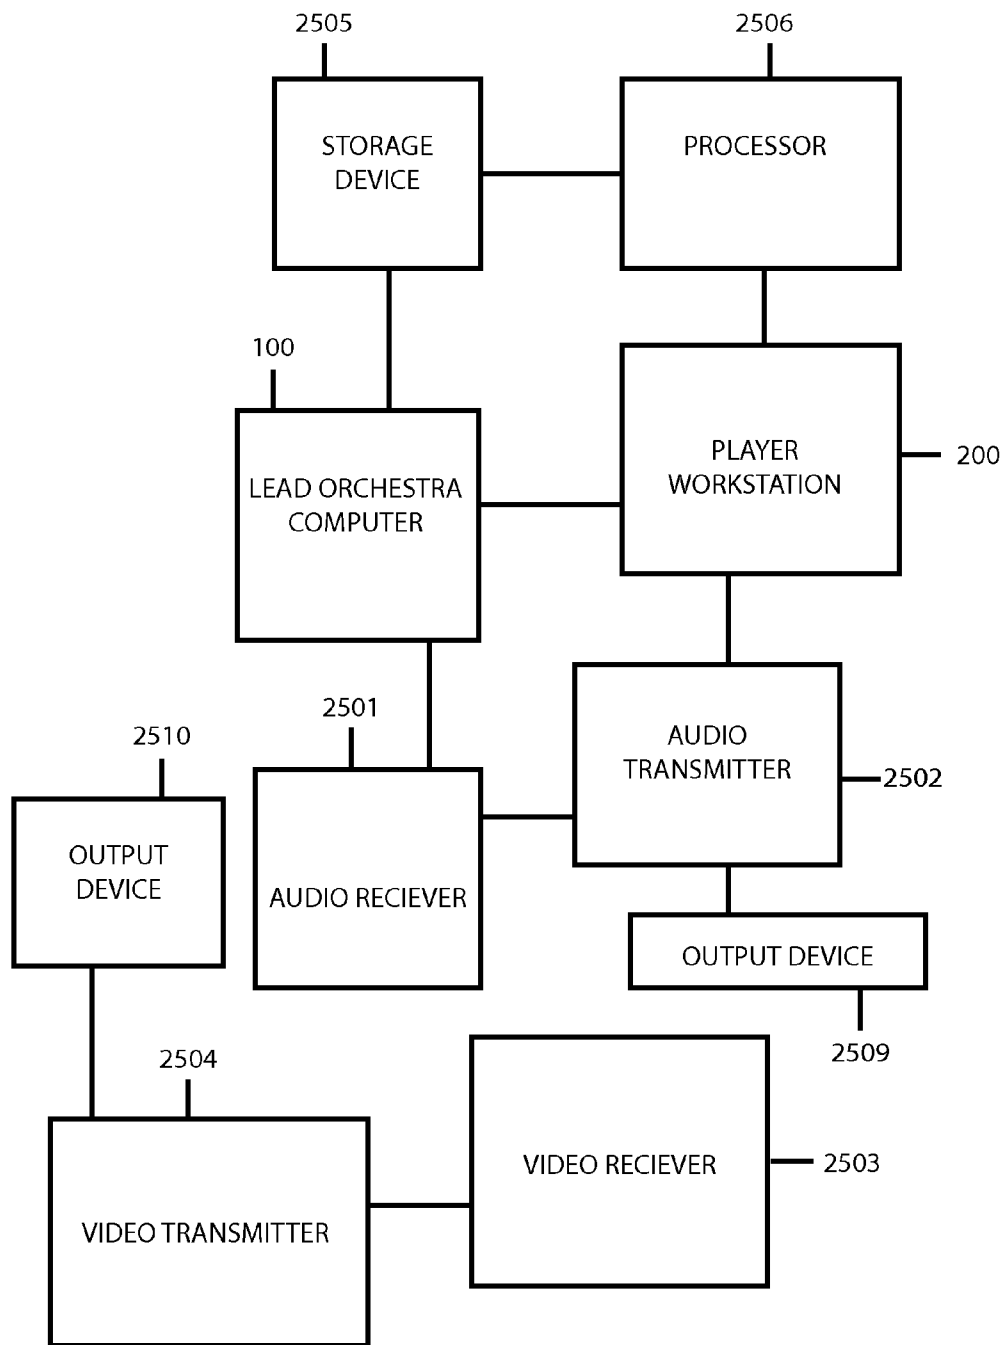 2505
2506
STORAGE
DEVICE
PROCESSOR
100
LEAD ORCHESTRA
COMPUTER
PLAYER
WORKSTATION
200
2501
2510
AUDIO
TRANSMITTER
2502
OUTPUT
DEVICE
AUDIO RECIEVER
OUTPUT DEVICE
2509
2504
VIDEO RECIEVER
2503
VIDEO TRANSMITTER